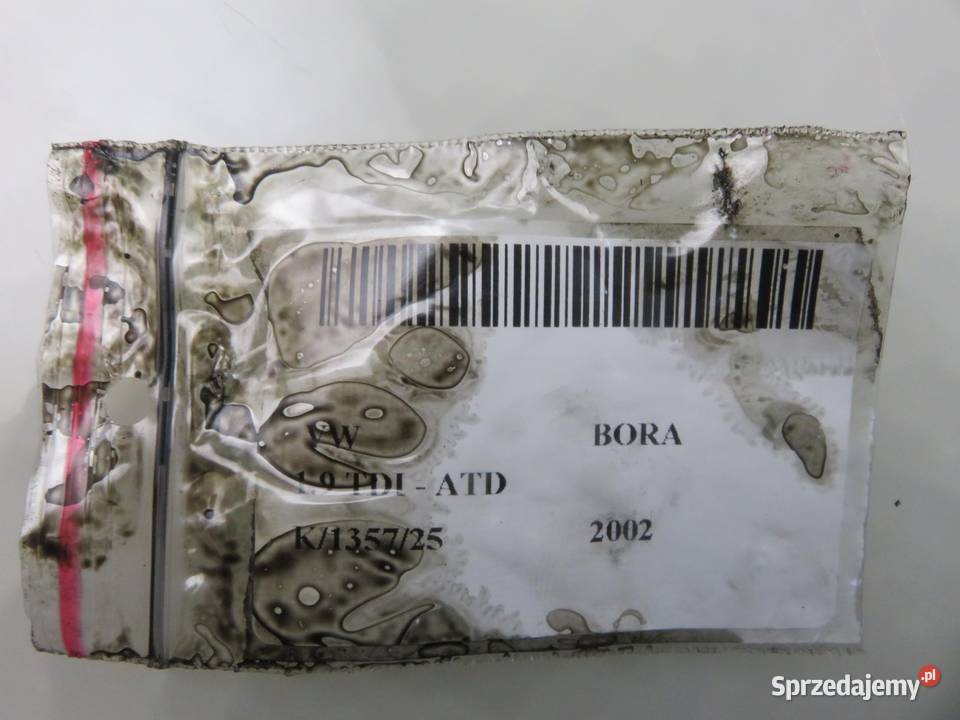 VW BORA
1.9 TDI - ATD
K/1357/25 2002
Sprzedajemy.pl